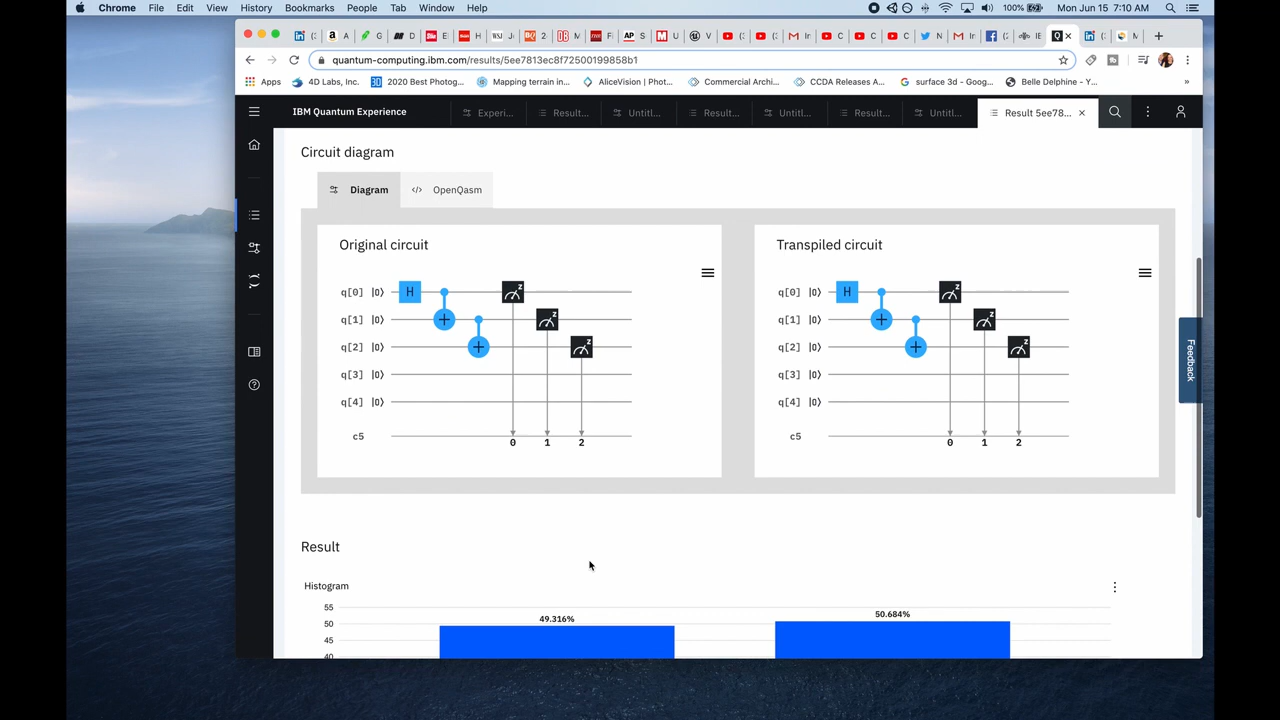 Chrome File Edit View History Bookmarks People Tab Window Help 100% Mon Jun 15 7:10 AM
quantum-computing.ibm.com/results/5ee7813ec8f72500199858b1
Apps 4D Labs, Inc. 2020 Best Photog... Mapping terrain in... AliceVision | Phot... Commercial Archi... CCDA Releases A... surface 3d - Goog... Belle Delphine - Y... »
IBM Quantum Experience Experi... Result... Untitl... Result... Untitl... Result... Untitl... Result 5ee78...
Circuit diagram
Diagram </> OpenQasm
Original circuit
q[0] |0⟩ H z
q[1] |0⟩ z
q[2] |0⟩ z
q[3] |0⟩
q[4] |0⟩
c5
0 1 2
Transpiled circuit
q[0] |0⟩ H z
q[1] |0⟩ z
q[2] |0⟩ z
q[3] |0⟩
q[4] |0⟩
c5
0 1 2
Feedback
Result
Histogram
55
50
45
40
49.316%
50.684%